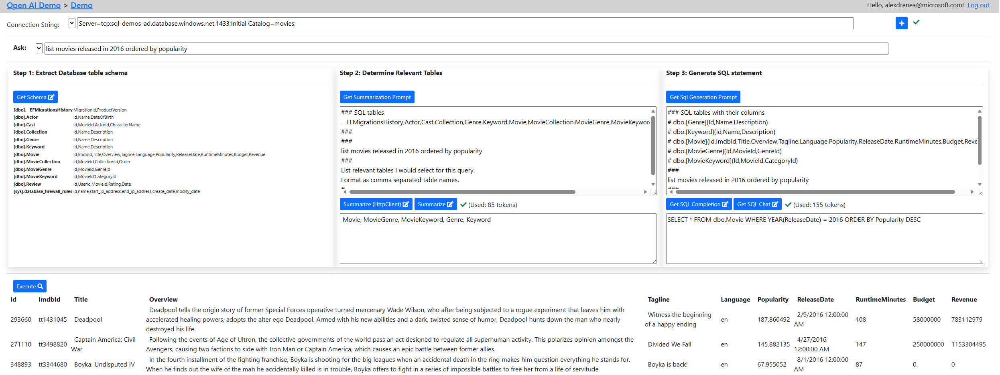 Open AI Demo > Demo
Hello, alexdrenea@microsoft.com! Log out
Connection String: Server=tcp:sql-demos-ad.database.windows.net,1433;Initial Catalog=movies;
Ask: list movies released in 2016 ordered by popularity
Step 1: Extract Database table schema
Get Schema
[dbo].__EFMigrationsHistory MigrationId,ProductVersion
[dbo].Actor Id,Name,DateOfBirth
[dbo].Cast Id,MovieId,ActorId,CharacterName
[dbo].Collection Id,Name,Description
[dbo].Genre Id,Name,Description
[dbo].Keyword Id,Name,Description
[dbo].Movie Id,ImdbId,Title,Overview,Tagline,Language,Popularity,ReleaseDate,RuntimeMinutes,Budget,Revenue
[dbo].MovieCollection Id,MovieId,CollectionId,Order
[dbo].MovieGenre Id,MovieId,GenreId
[dbo].MovieKeyword Id,MovieId,CategoryId
[dbo].Review Id,UserId,MovieId,Rating,Date
[sys].database_firewall_rules id,name,start_ip_address,end_ip_address,create_date,modify_date
Step 2: Determine Relevant Tables
Get Summarization Prompt
### SQL tables
__EFMigrationsHistory,Actor,Cast,Collection,Genre,Keyword,Movie,MovieCollection,MovieGenre,MovieKeyword
###
###
list movies released in 2016 ordered by popularity
###
List relevant tables I would select for this query.
Format as comma separated table names.
#
Summarize (HttpClient) Summarize (Used: 85 tokens)
Movie, MovieGenre, MovieKeyword, Genre, Keyword
Step 3: Generate SQL statement
Get Sql Generation Prompt
### SQL tables with their columns
# dbo.[Genre](Id,Name,Description)
# dbo.[Keyword](Id,Name,Description)
# dbo.[Movie](Id,ImdbId,Title,Overview,Tagline,Language,Popularity,ReleaseDate,RuntimeMinutes,Budget,Reve
# dbo.[MovieGenre](Id,MovieId,GenreId)
# dbo.[MovieKeyword](Id,MovieId,CategoryId)
###
list movies released in 2016 ordered by popularity
###
Get SQL Completion Get SQL Chat (Used: 155 tokens)
SELECT * FROM dbo.Movie WHERE YEAR(ReleaseDate) = 2016 ORDER BY Popularity DESC
Execute
Id ImdbId Title Overview Tagline Language Popularity ReleaseDate RuntimeMinutes Budget Revenue
293660 tt1431045 Deadpool
Deadpool tells the origin story of former Special Forces operative turned mercenary Wade Wilson, who after being subjected to a rogue experiment that leaves him with
accelerated healing powers, adopts the alter ego Deadpool. Armed with his new abilities and a dark, twisted sense of humor, Deadpool hunts down the man who nearly
destroyed his life.
Witness the beginning
of a happy ending
en 187.860492
2/9/2016 12:00:00
AM
108 58000000 783112979
271110 tt3498820
Captain America: Civil
War
Following the events of Age of Ultron, the collective governments of the world pass an act designed to regulate all superhuman activity. This polarizes opinion amongst the
Avengers, causing two factions to side with Iron Man or Captain America, which causes an epic battle between former allies.
Divided We Fall en 145.882135
4/27/2016
12:00:00 AM
147 250000000 1153304495
348893 tt3344680 Boyka: Undisputed IV
In the fourth installment of the fighting franchise, Boyka is shooting for the big leagues when an accidental death in the ring makes him question everything he stands for.
When he finds out the wife of the man he accidentally killed is in trouble, Boyka offers to fight in a series of impossible battles to free her from a life of servitude
Boyka is back! en 67.955052
8/1/2016 12:00:00
AM
87 0 0